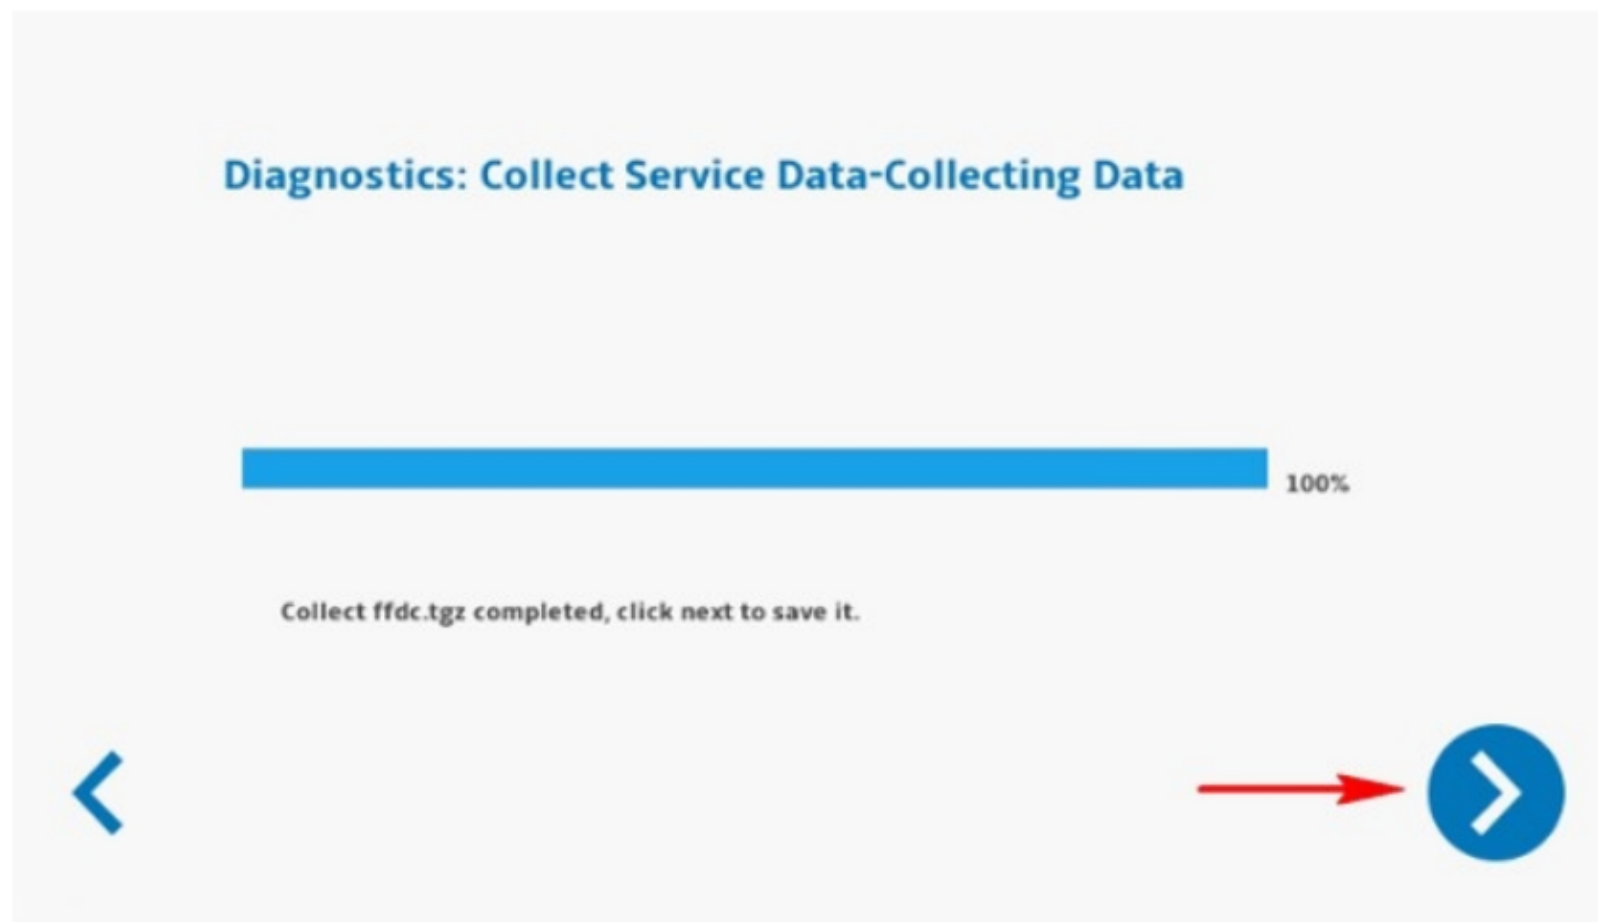 Diagnostics: Collect Service Data-Collecting Data
100%
Collect ffdc.tgz completed, click next to save it.